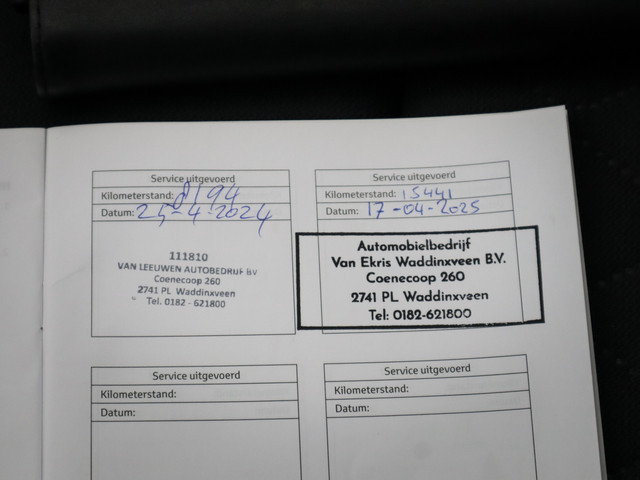 Service uitgevoerd
Kilometerstand: 8194
Datum: 25-4-2024
111810
VAN LEEUWEN AUTOBEDRIJF BV
Coenecoop 260
2741 PL Waddinxveen
Tel. 0182 - 621800
Service uitgevoerd
Kilometerstand: 15441
Datum: 17-04-2025
Automobielbedrijf
Van Ekris Waddinxveen B.V.
Coenecoop 260
2741 PL Waddinxveen
Tel: 0182-621800
Service uitgevoerd
Kilometerstand:
Datum:
Service uitgevoerd
Kilometerstand:
Datum: